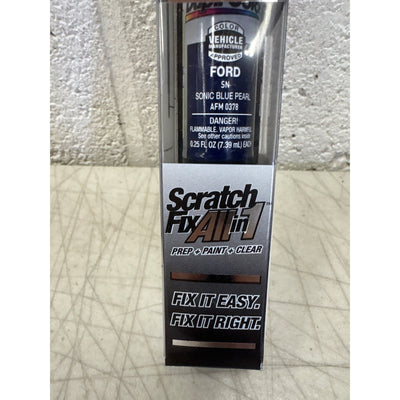 COLOR
VEHICLE
MANUFACTURER
APPROVED
FORD
SN
SONIC BLUE PEARL
AFM 0378
DANGER!
FLAMMABLE. VAPOR HARMFUL
See other cautions inside
0.25 FL OZ (7.39 mL) EACH
Scratch
Fix All in 1
PREP + PAINT + CLEAR
FIX IT EASY.
FIX IT RIGHT.